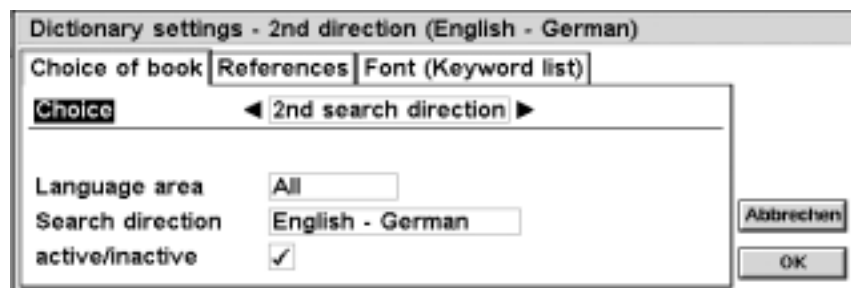 Dictionary settings - 2nd direction (English - German)
Choice of book References Font (Keyword list)
Choice ◀ 2nd search direction ▶
Language area All
Search direction English - German
active/inactive ✓
Abbrechen
OK